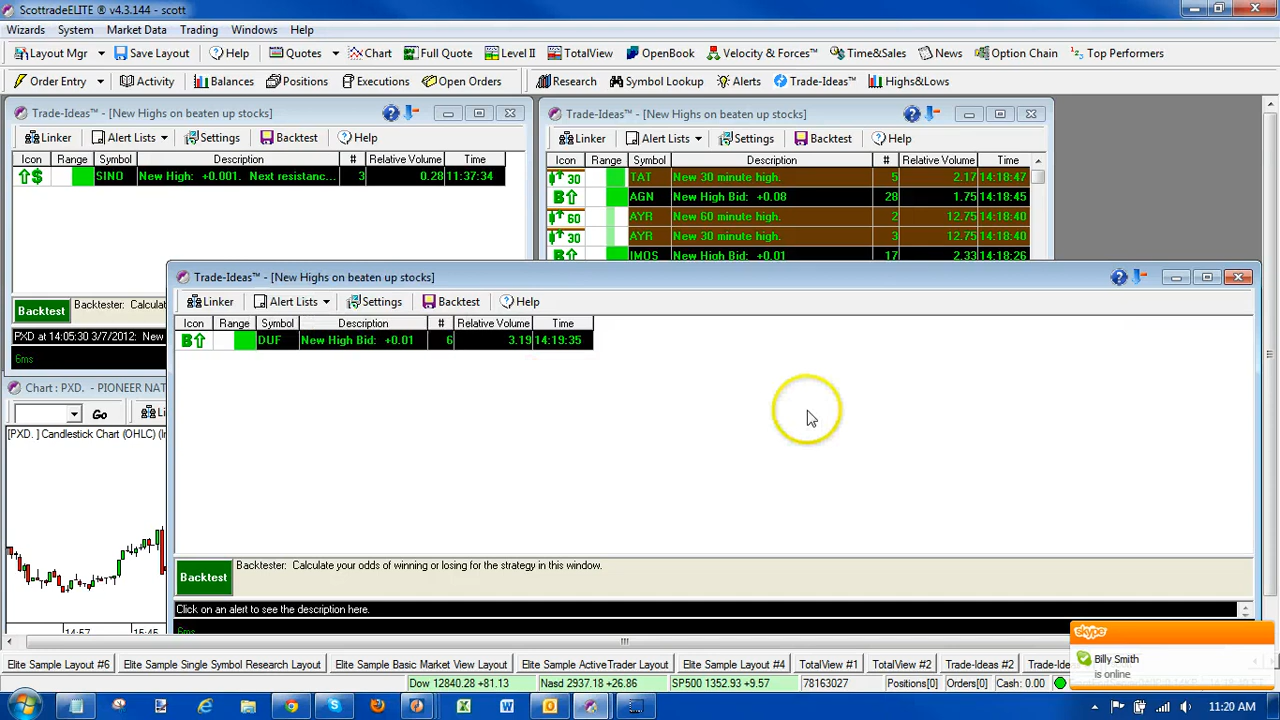 ScottradeELITE ® v4.3.144 - scott
Wizards System Market Data Trading Windows Help
Layout Mgr Save Layout Help Quotes Chart Full Quote Level II TotalView OpenBook Velocity & Forces™ Time&Sales News Option Chain Top Performers
Order Entry Activity Balances Positions Executions Open Orders Research Symbol Lookup Alerts Trade-Ideas™ Highs&Lows
Trade-Ideas™ - [New Highs on beaten up stocks]
Linker Alert Lists Settings Backtest Help
Icon Range Symbol Description # Relative Volume Time
$ SINO New High: +0.001. Next resistanc... 3 0.28 11:37:34
Trade-Ideas™ - [New Highs on beaten up stocks]
Linker Alert Lists Settings Backtest Help
Icon Range Symbol Description # Relative Volume Time
30 TAT New 30 minute high. 5 2.17 14:18:47
B AGN New High Bid: +0.08 28 1.75 14:18:45
60 AYR New 60 minute high. 2 12.75 14:18:40
30 AYR New 30 minute high. 3 12.75 14:18:40
B IMOS New High Bid: +0.01 17 2.33 14:18:26
Backtest Backtester: Calculat
PXD at 14:05:30 3/7/2012: New
6ms
Trade-Ideas™ - [New Highs on beaten up stocks]
Linker Alert Lists Settings Backtest Help
Icon Range Symbol Description # Relative Volume Time
B DUF New High Bid: +0.01 6 3.19 14:19:35
Backtest Backtester: Calculate your odds of winning or losing for the strategy in this window.
Click on an alert to see the description here.
6ms
Chart : PXD. - PIONEER NAT
Go Li
[PXD. ] Candlestick Chart (OHLC) (In
14:57 15:45
skype
Billy Smith
is online
Elite Sample Layout #6 Elite Sample Single Symbol Research Layout Elite Sample Basic Market View Layout Elite Sample ActiveTrader Layout Elite Sample Layout #4 TotalView #1 TotalView #2 Trade-Ideas #2 Trade-Ide
Dow 12840.28 +81.13 Nasd 2937.18 +26.86 SP500 1352.93 +9.57 78163027 Positions[0] Orders[0] Cash: 0.00
11:20 AM